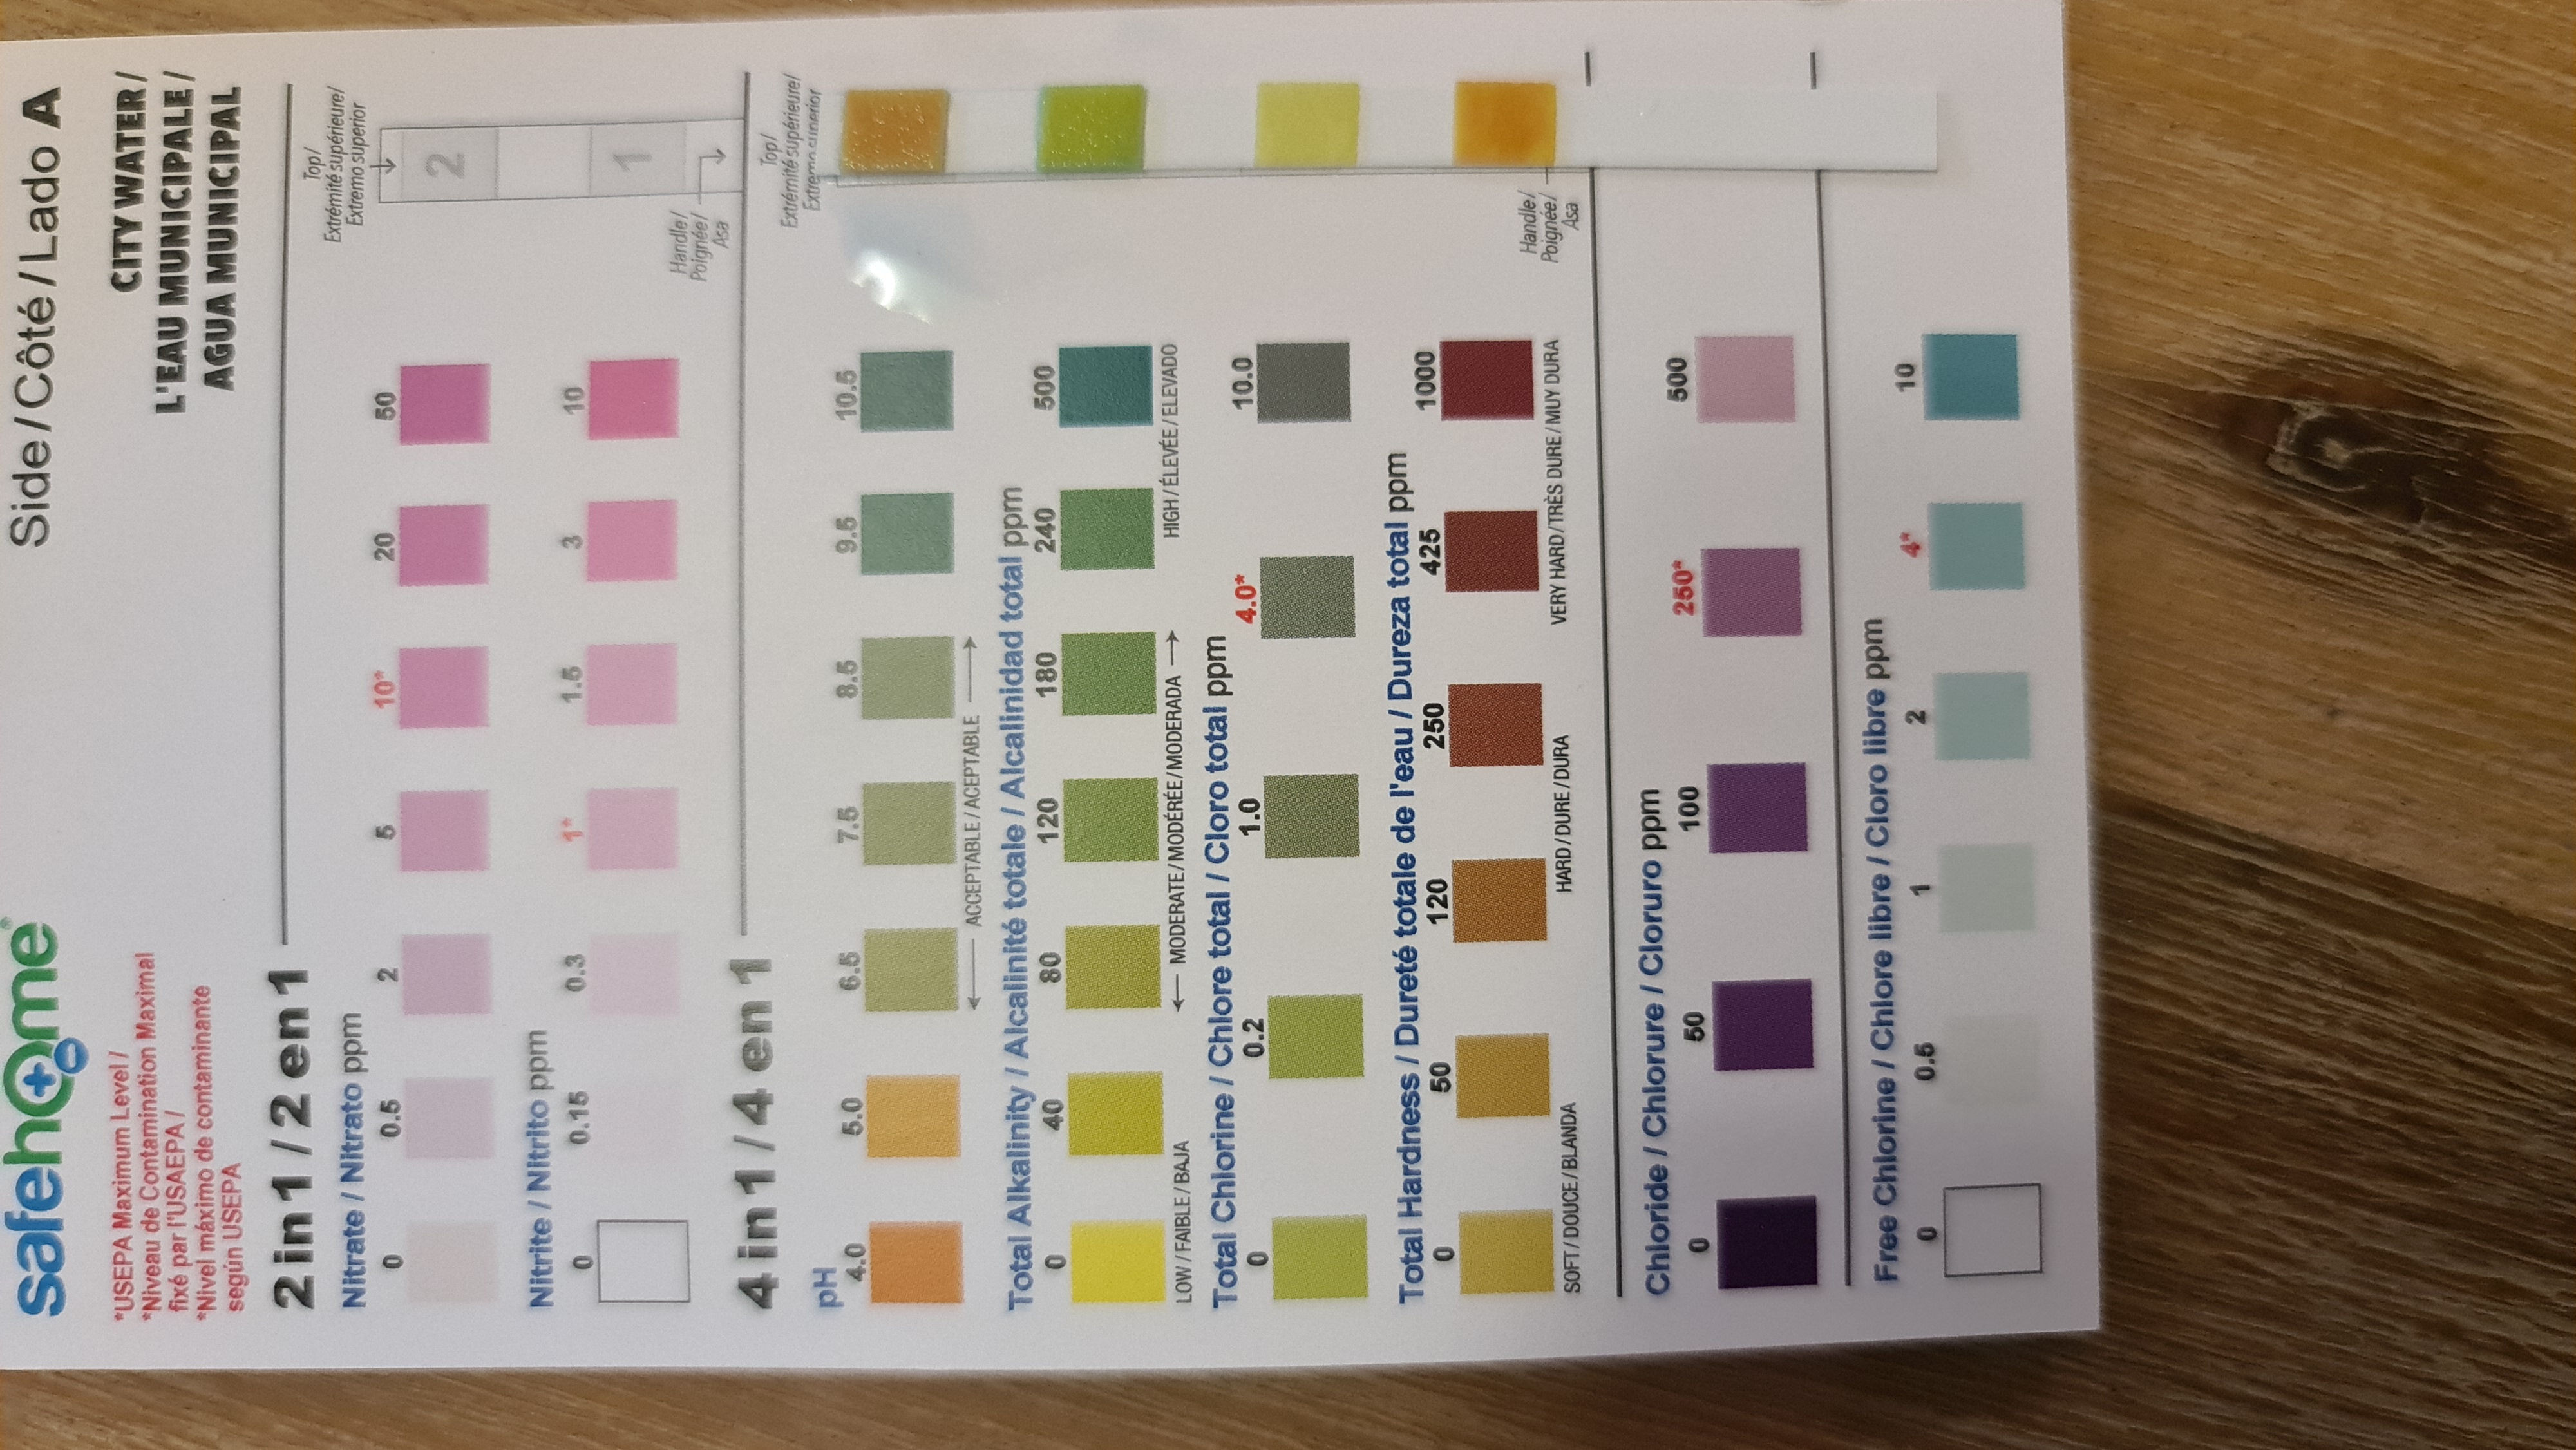 safehome®
Side / Côté / Lado A
*USEPA Maximum Level /
*Niveau de Contamination Maximal
fixé par l'USAEPA /
*Nivel máximo de contaminante
según USEPA
CITY WATER /
L'EAU MUNICIPALE /
AGUA MUNICIPAL
2 in 1 / 2 en 1
Top/
Extrémité supérieure/
Extremo superior
Nitrate / Nitrato ppm
0 0.5 2 5 10* 20 50
2
Nitrite / Nitrito ppm
0 0.15 0.3 1* 1.5 3 10
1
Handle/
Poignée/
Asa
4 in 1 / 4 en 1
Top/
Extrémité supérieure/
Extremo superior
pH
4.0 5.0 6.5 7.5 8.5 9.5 10.5
ACCEPTABLE / ACEPTABLE
Total Alkalinity / Alcalinité totale / Alcalinidad total ppm
0 40 80 120 180 240 500
LOW / FAIBLE / BAJA MODERATE / MODÉRÉE / MODERADA HIGH / ÉLEVÉE / ELEVADO
Total Chlorine / Chlore total / Cloro total ppm
0 0.2 1.0 4.0* 10.0
Total Hardness / Dureté totale de l'eau / Dureza total ppm
0 50 120 250 425 1000
SOFT / DOUCE / BLANDA HARD / DURE / DURA VERY HARD / TRÈS DURE / MUY DURA
Handle/
Poignée/
Asa
Chloride / Chlorure / Cloruro ppm
0 50 100 250* 500
Free Chlorine / Chlore libre / Cloro libre ppm
0 0.5 1 2 4* 10